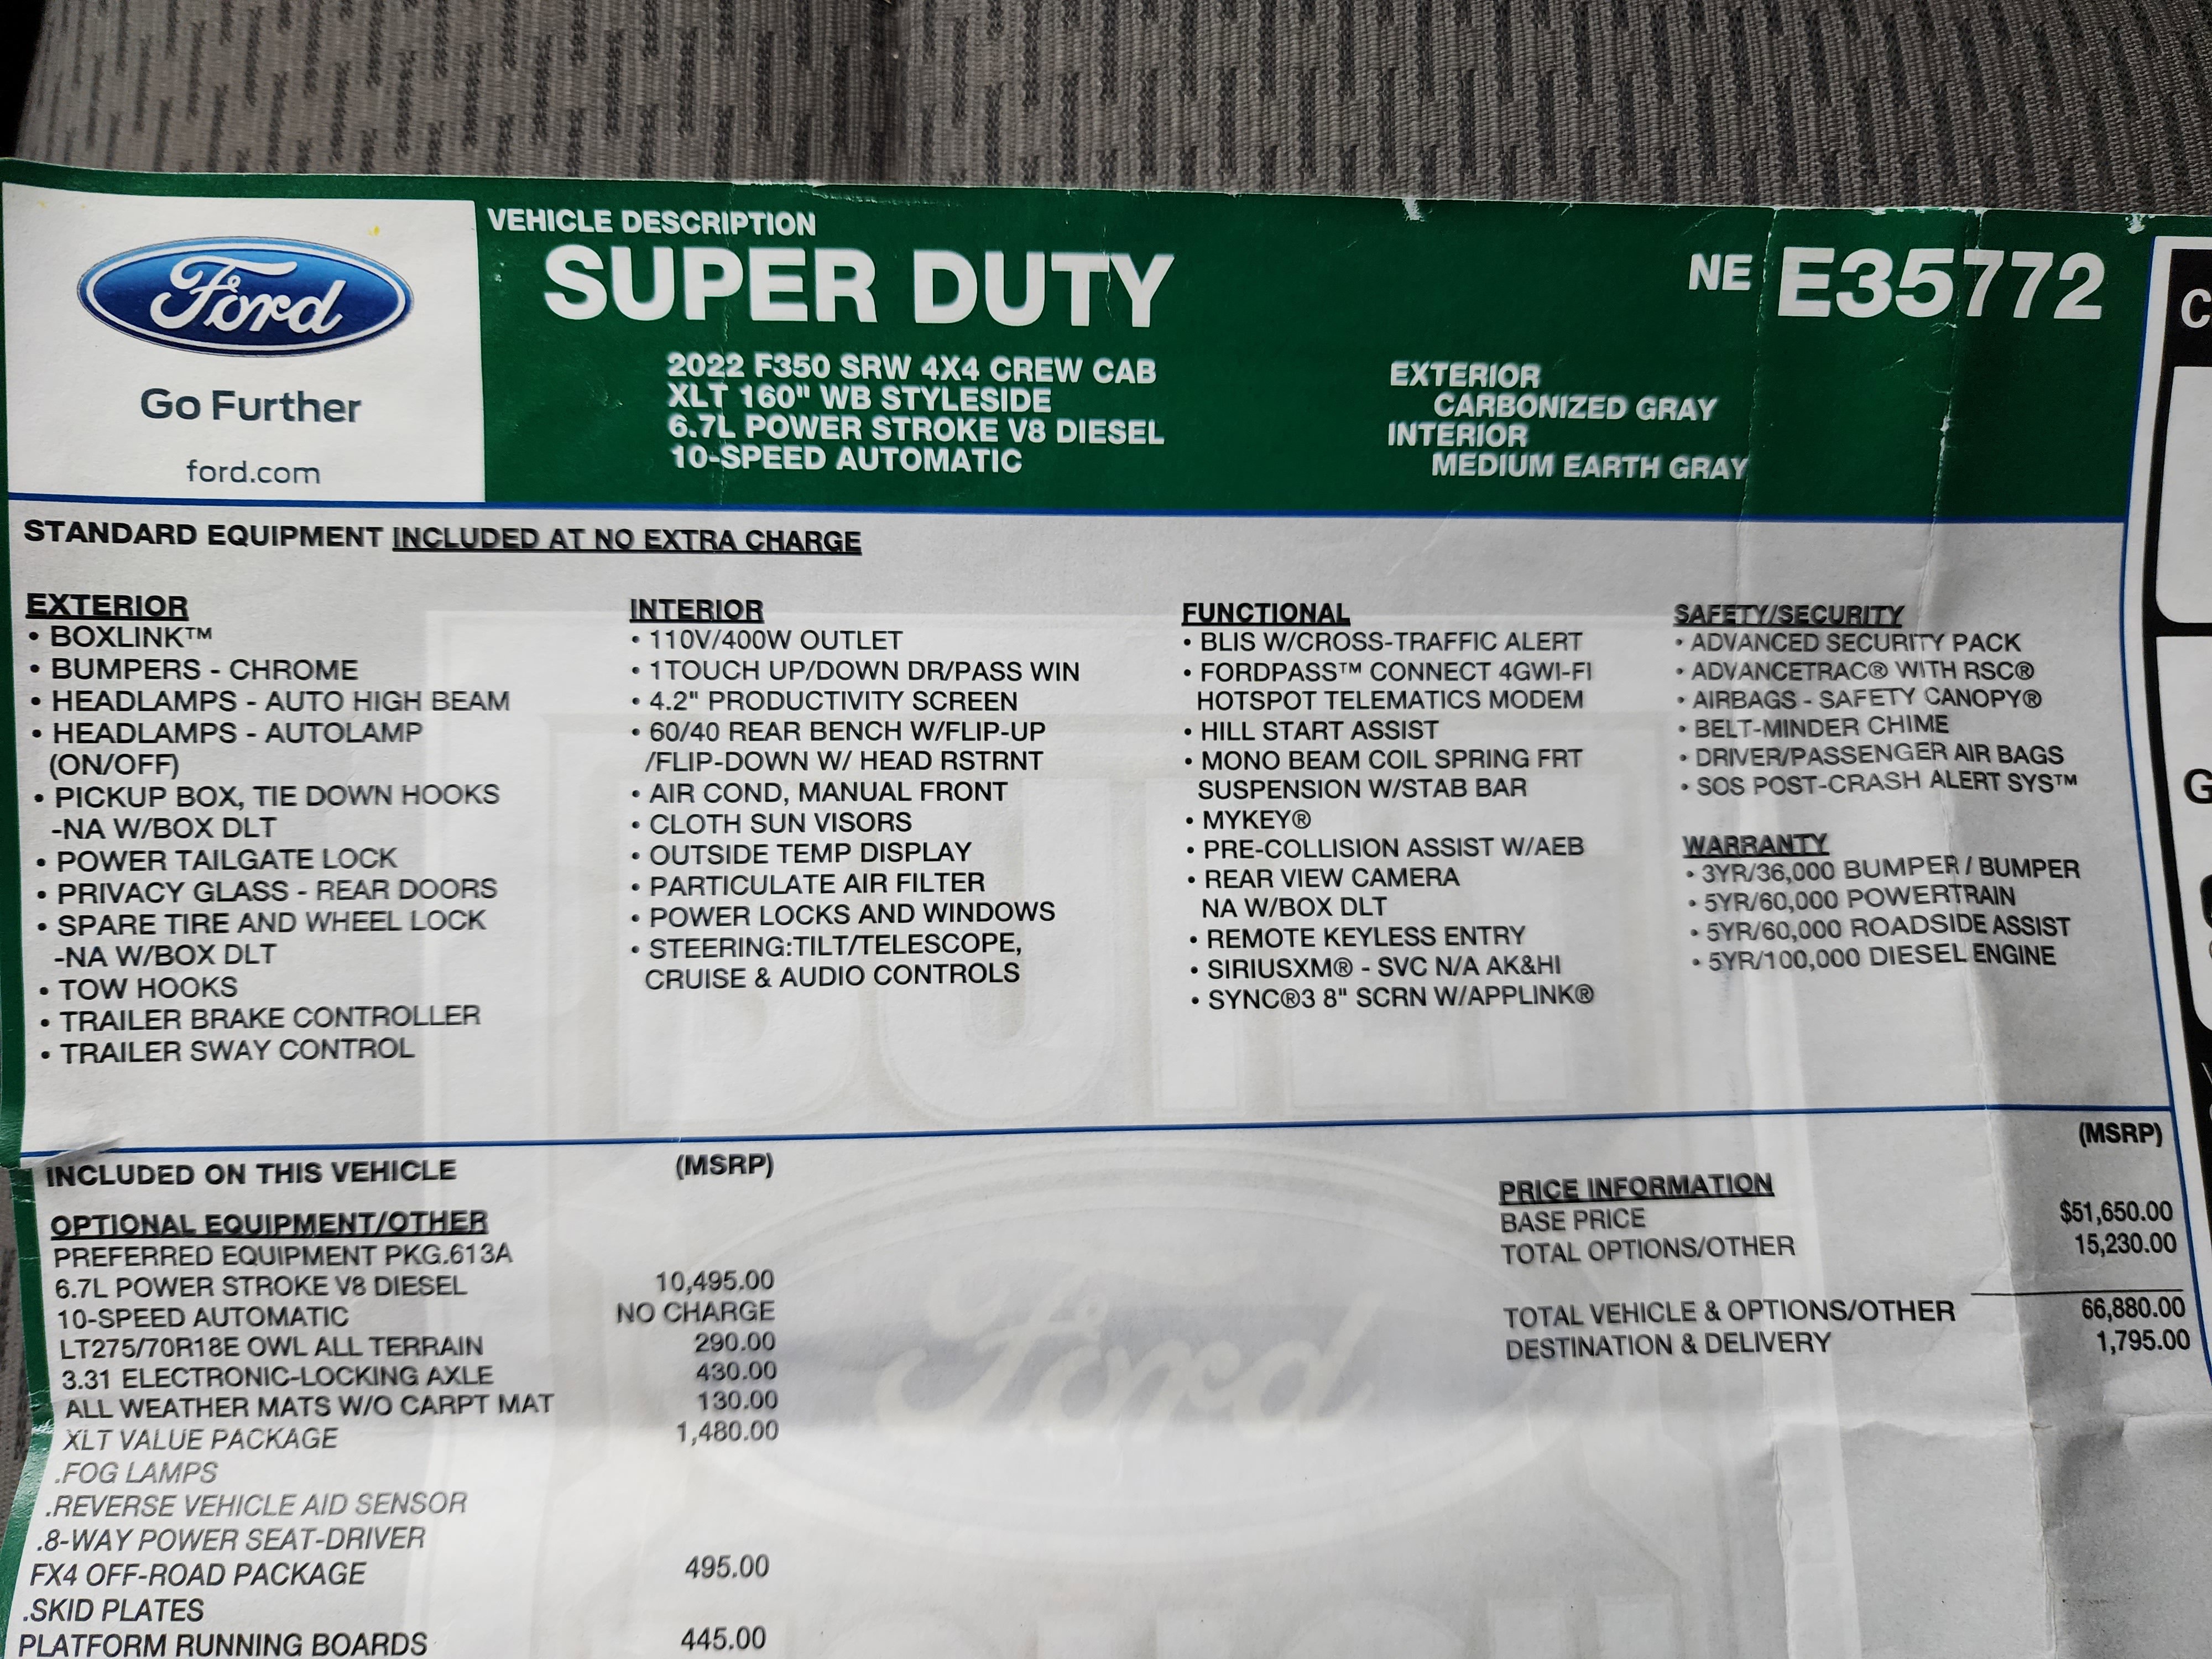 Ford
Go Further
ford.com
VEHICLE DESCRIPTION
SUPER DUTY
NE E35772
2022 F350 SRW 4X4 CREW CAB
XLT 160" WB STYLESIDE
6.7L POWER STROKE V8 DIESEL
10-SPEED AUTOMATIC
EXTERIOR
CARBONIZED GRAY
INTERIOR
MEDIUM EARTH GRAY
STANDARD EQUIPMENT INCLUDED AT NO EXTRA CHARGE
EXTERIOR
• BOXLINK™
• BUMPERS - CHROME
• HEADLAMPS - AUTO HIGH BEAM
• HEADLAMPS - AUTOLAMP
(ON/OFF)
• PICKUP BOX, TIE DOWN HOOKS
-NA W/BOX DLT
• POWER TAILGATE LOCK
• PRIVACY GLASS - REAR DOORS
• SPARE TIRE AND WHEEL LOCK
-NA W/BOX DLT
• TOW HOOKS
• TRAILER BRAKE CONTROLLER
• TRAILER SWAY CONTROL
INTERIOR
• 110V/400W OUTLET
• 1TOUCH UP/DOWN DR/PASS WIN
• 4.2" PRODUCTIVITY SCREEN
• 60/40 REAR BENCH W/FLIP-UP
/FLIP-DOWN W/ HEAD RSTRNT
• AIR COND, MANUAL FRONT
• CLOTH SUN VISORS
• OUTSIDE TEMP DISPLAY
• PARTICULATE AIR FILTER
• POWER LOCKS AND WINDOWS
• STEERING:TILT/TELESCOPE,
CRUISE & AUDIO CONTROLS
FUNCTIONAL
• BLIS W/CROSS-TRAFFIC ALERT
• FORDPASS™ CONNECT 4GWI-FI
HOTSPOT TELEMATICS MODEM
• HILL START ASSIST
• MONO BEAM COIL SPRING FRT
SUSPENSION W/STAB BAR
• MYKEY®
• PRE-COLLISION ASSIST W/AEB
• REAR VIEW CAMERA
NA W/BOX DLT
• REMOTE KEYLESS ENTRY
• SIRIUSXM® - SVC N/A AK&HI
• SYNC®3 8" SCRN W/APPLINK®
SAFETY/SECURITY
• ADVANCED SECURITY PACK
• ADVANCETRAC® WITH RSC®
• AIRBAGS - SAFETY CANOPY®
• BELT-MINDER CHIME
• DRIVER/PASSENGER AIR BAGS
• SOS POST-CRASH ALERT SYS™
WARRANTY
• 3YR/36,000 BUMPER / BUMPER
• 5YR/60,000 POWERTRAIN
• 5YR/60,000 ROADSIDE ASSIST
• 5YR/100,000 DIESEL ENGINE
INCLUDED ON THIS VEHICLE (MSRP)
OPTIONAL EQUIPMENT/OTHER
PREFERRED EQUIPMENT PKG.613A
6.7L POWER STROKE V8 DIESEL 10,495.00
10-SPEED AUTOMATIC NO CHARGE
LT275/70R18E OWL ALL TERRAIN 290.00
3.31 ELECTRONIC-LOCKING AXLE 430.00
ALL WEATHER MATS W/O CARPT MAT 130.00
XLT VALUE PACKAGE 1,480.00
.FOG LAMPS
.REVERSE VEHICLE AID SENSOR
.8-WAY POWER SEAT-DRIVER
FX4 OFF-ROAD PACKAGE 495.00
.SKID PLATES
PLATFORM RUNNING BOARDS 445.00
(MSRP)
PRICE INFORMATION
BASE PRICE $51,650.00
TOTAL OPTIONS/OTHER 15,230.00
TOTAL VEHICLE & OPTIONS/OTHER 66,880.00
DESTINATION & DELIVERY 1,795.00
BUILT
Ford